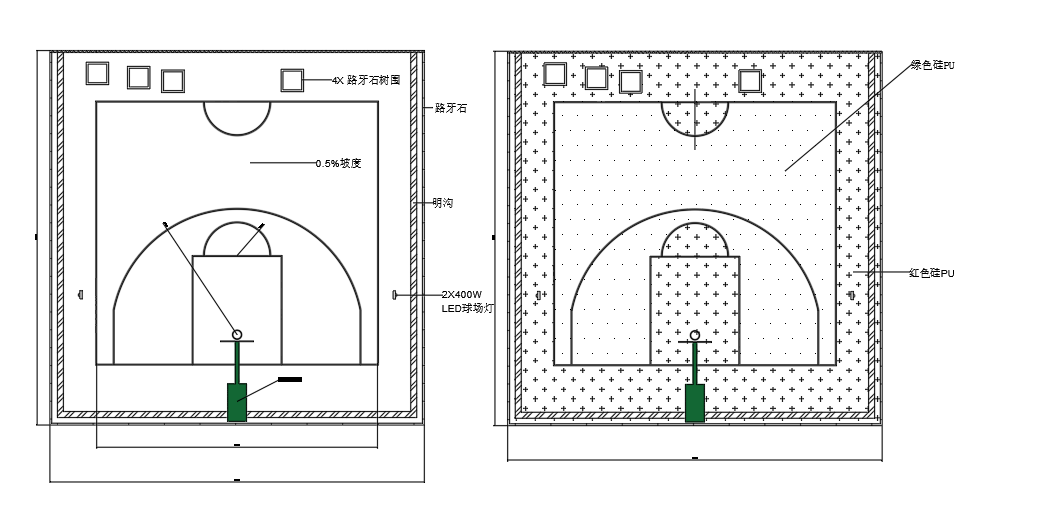 4X 路牙石树围
路牙石
0.5%坡度
明沟
2X400W
LED球场灯
绿色硅PU
红色硅PU